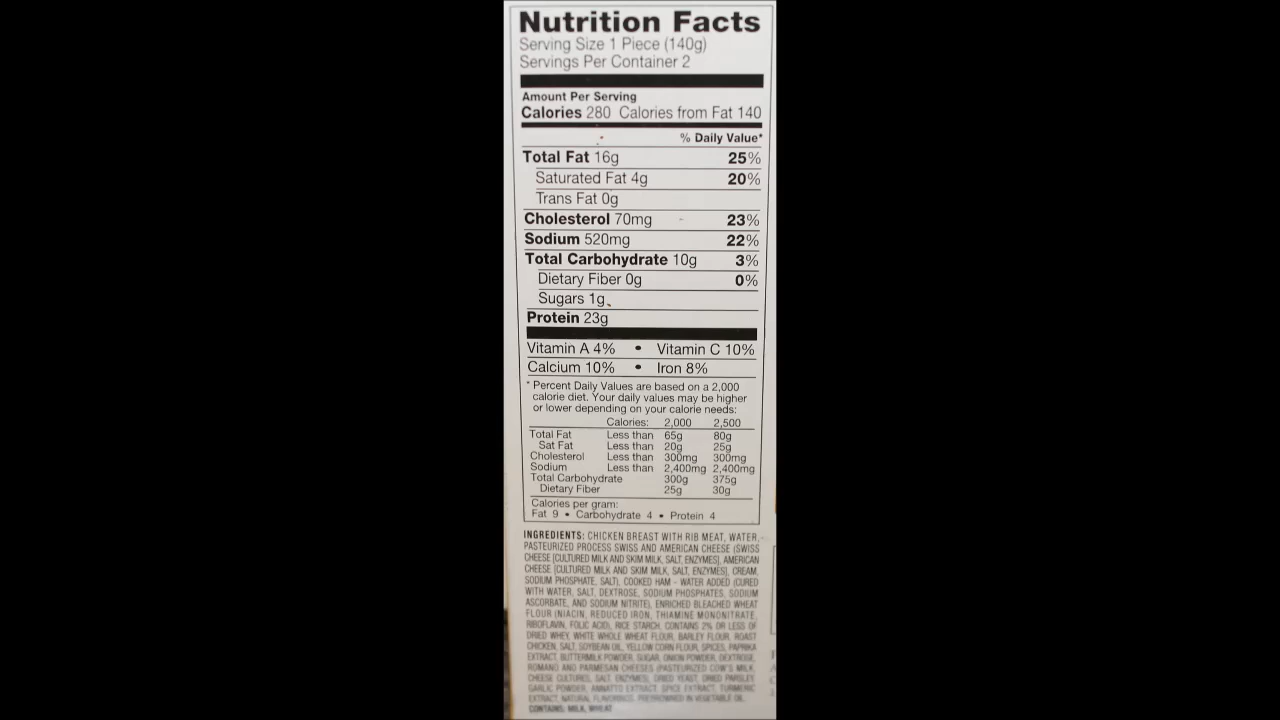 Nutrition Facts
Serving Size 1 Piece (140g)
Servings Per Container 2
Amount Per Serving
Calories 280 Calories from Fat 140
% Daily Value*
Total Fat 16g 25%
Saturated Fat 4g 20%
Trans Fat 0g
Cholesterol 70mg 23%
Sodium 520mg 22%
Total Carbohydrate 10g 3%
Dietary Fiber 0g 0%
Sugars 1g
Protein 23g
Vitamin A 4% • Vitamin C 10%
Calcium 10% • Iron 8%
* Percent Daily Values are based on a 2,000
calorie diet. Your daily values may be higher
or lower depending on your calorie needs:
Calories: 2,000 2,500
Total Fat Less than 65g 80g
Sat Fat Less than 20g 25g
Cholesterol Less than 300mg 300mg
Sodium Less than 2,400mg 2,400mg
Total Carbohydrate 300g 375g
Dietary Fiber 25g 30g
Calories per gram:
Fat 9 • Carbohydrate 4 • Protein 4
INGREDIENTS: CHICKEN BREAST WITH RIB MEAT, WATER,
PASTEURIZED PROCESS SWISS AND AMERICAN CHEESE (SWISS
CHEESE [CULTURED MILK AND SKIM MILK, SALT, ENZYMES], AMERICAN
CHEESE [CULTURED MILK AND SKIM MILK, SALT, ENZYMES], CREAM,
SODIUM PHOSPHATE, SALT), COOKED HAM - WATER ADDED (CURED
WITH WATER, SALT, DEXTROSE, SODIUM PHOSPHATES, SODIUM
ASCORBATE, AND SODIUM NITRITE), ENRICHED BLEACHED WHEAT
FLOUR (NIACIN, REDUCED IRON, THIAMINE MONONITRATE,
RIBOFLAVIN, FOLIC ACID), RICE STARCH, CONTAINS 2% OR LESS OF
DRIED WHEY, WHITE WHOLE WHEAT FLOUR, BARLEY FLOUR, ROAST
CHICKEN, SALT, SOYBEAN OIL, YELLOW CORN FLOUR, SPICES, PAPRIKA
EXTRACT, BUTTERMILK POWDER, SUGAR, ONION POWDER, DEXTROSE,
ROMANO AND PARMESAN CHEESES (PASTEURIZED COW'S MILK,
CHEESE CULTURES, SALT, ENZYMES), DRIED YEAST, DRIED PARSLEY,
GARLIC POWDER, ANNATTO EXTRACT, SPICE EXTRACT, TURMERIC
EXTRACT, NATURAL FLAVORINGS. PREBROWNED IN VEGETABLE OIL.
CONTAINS: MILK, WHEAT